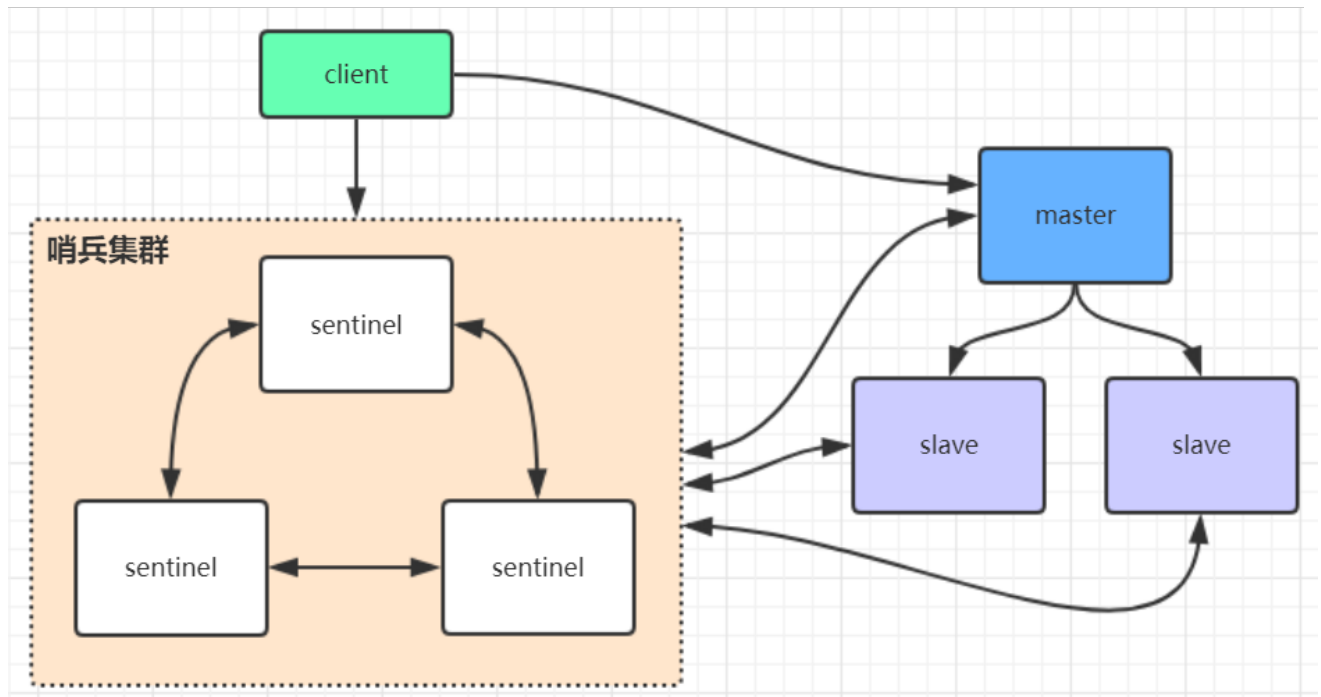 client
master
哨兵集群
sentinel
slave
slave
sentinel
sentinel